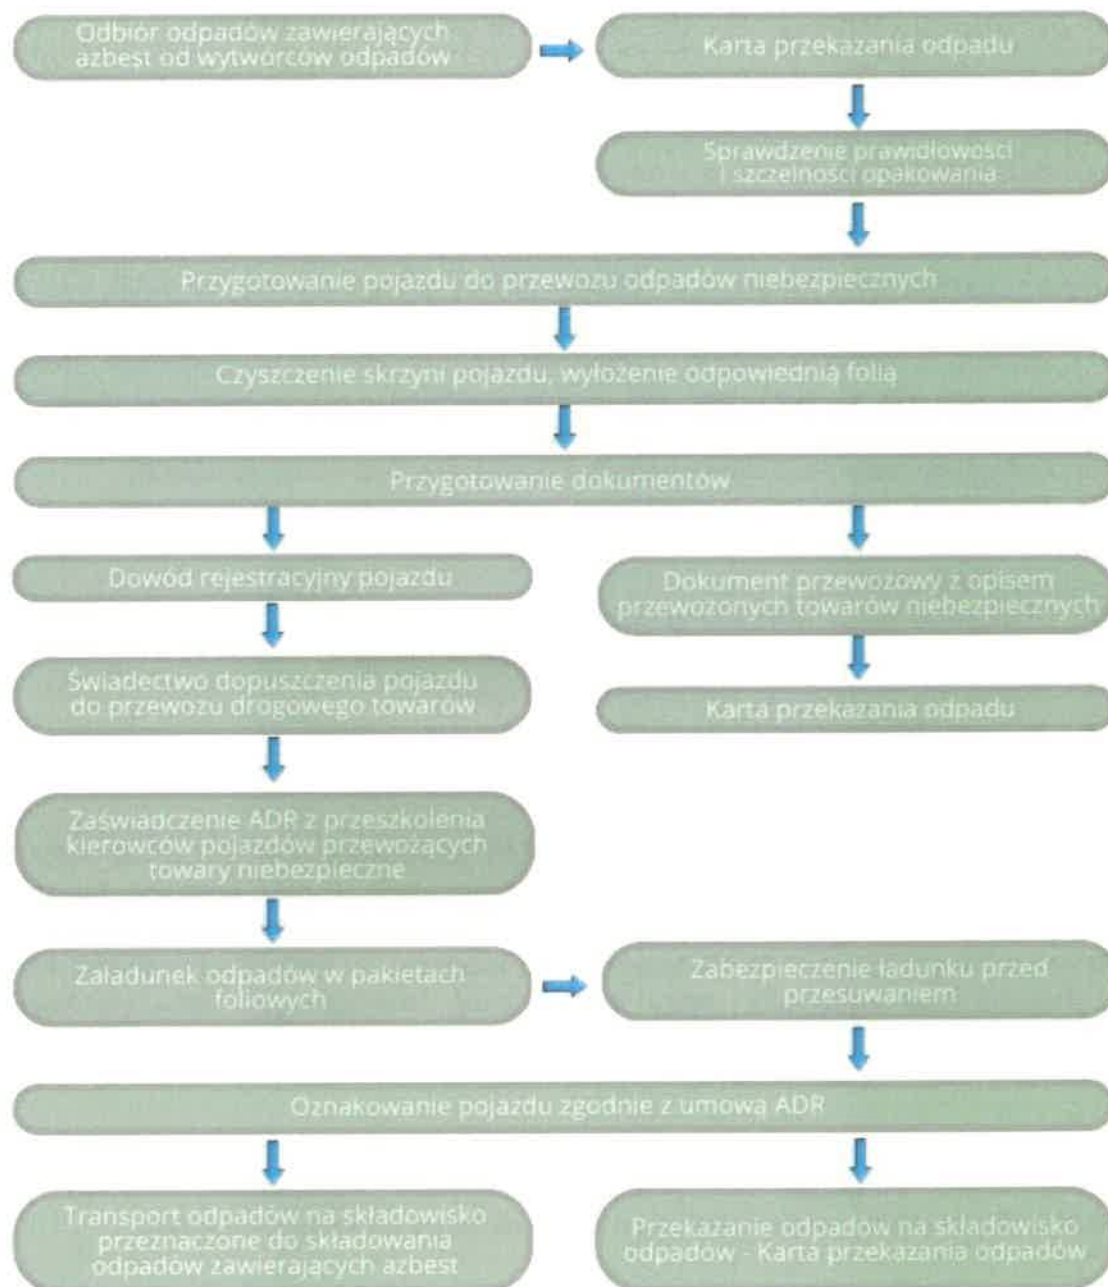 Odbiór odpadów zawierających
azbest od wytwórców odpadów
Karta przekazania odpadu
Sprawdzenie prawidłowości
i szczelności opakowania
Przygotowanie pojazdu do przewozu odpadów niebezpiecznych
Czyszczenie skrzyni pojazdu, wyłożenie odpowiednią folią
Przygotowanie dokumentów
Dowód rejestracyjny pojazdu
Dokument przewozowy z opisem
przewożonych towarów niebezpiecznych
Świadectwo dopuszczenia pojazdu
do przewozu drogowego towarów
Karta przekazania odpadu
Zaświadczenie ADR z przeszkolenia
kierowców pojazdów przewożących
towary niebezpieczne
Załadunek odpadów w pakietach
foliowych
Zabezpieczenie ładunku przed
przesuwaniem
Oznakowanie pojazdu zgodnie z umową ADR
Transport odpadów na składowisko
przeznaczone do składowania
odpadów zawierających azbest
Przekazanie odpadów na składowisko
odpadów - Karta przekazania odpadów